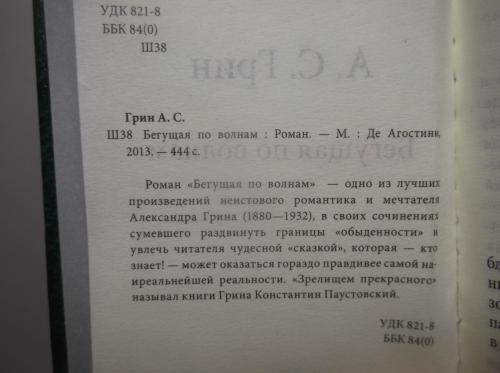 УДК 821-8
ББК 84(0)
Ш38
А. С. Грин
Грин А. С.
Ш38 Бегущая по волнам : Роман. — М. : Де Агостини,
2013. — 444 с.
Роман «Бегущая по волнам» — одно из лучших
произведений неистового романтика и мечтателя
Александра Грина (1880—1932), в своих сочинениях
сумевшего раздвинуть границы «обыденности» и
увлечь читателя чудесной «сказкой», которая — кто
знает! — может оказаться гораздо правдивее самой на-
иреальнейшей реальности. «Зрелищем прекрасного»
называл книги Грина Константин Паустовский.
УДК 821-8
ББК 84(0)